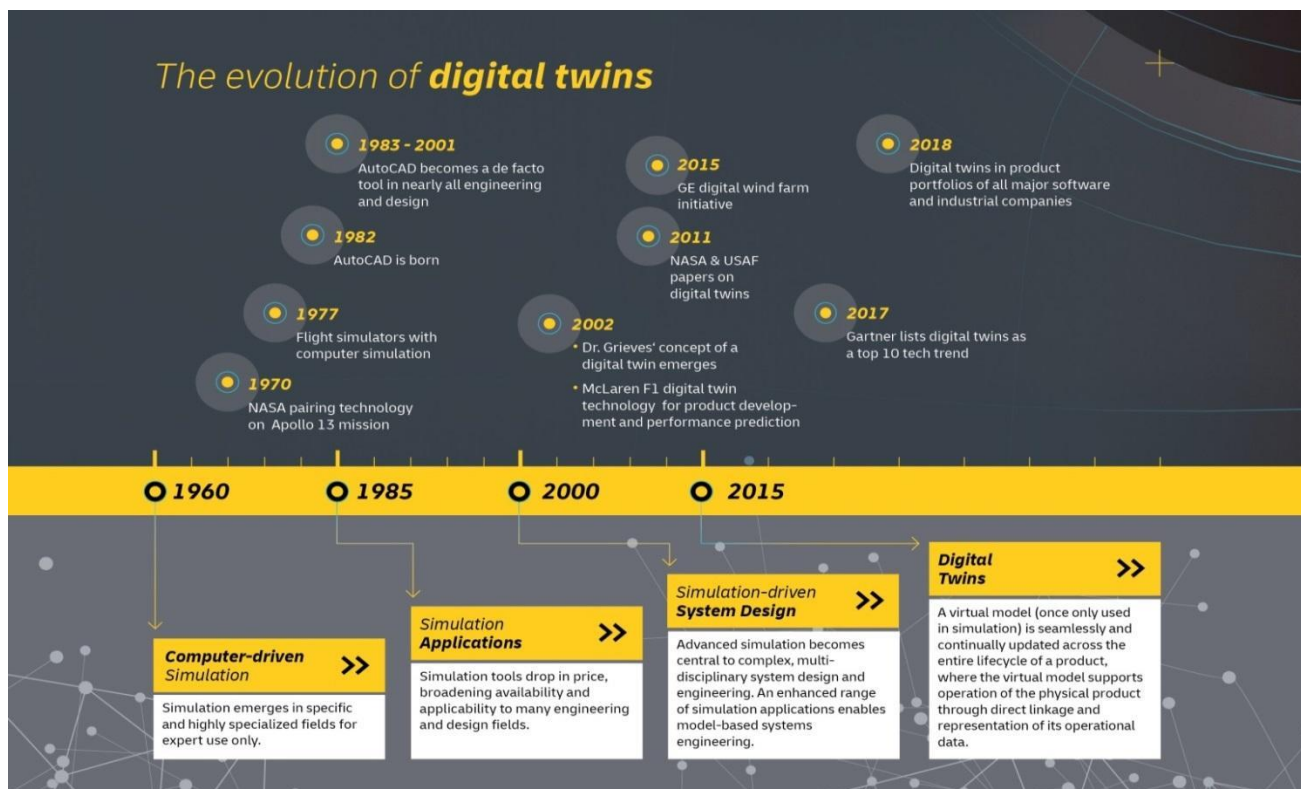 The evolution of digital twins
1983 - 2001
AutoCAD becomes a de facto
tool in nearly all engineering
and design
1982
AutoCAD is born
1977
Flight simulators with
computer simulation
1970
NASA pairing technology
on Apollo 13 mission
2015
GE digital wind farm
initiative
2011
NASA & USAF
papers on
digital twins
2002
• Dr. Grieves' concept of a
digital twin emerges
• McLaren F1 digital twin
technology for product develop-
ment and performance prediction
2018
Digital twins in product
portfolios of all major software
and industrial companies
2017
Gartner lists digital twins as
a top 10 tech trend
1960
1985
2000
2015
Computer-driven
Simulation
Simulation emerges in specific
and highly specialized fields for
expert use only.
Simulation
Applications
Simulation tools drop in price,
broadening availability and
applicability to many engineering
and design fields.
Simulation-driven
System Design
Advanced simulation becomes
central to complex, multi-
disciplinary system design and
engineering. An enhanced range
of simulation applications enables
model-based systems
engineering.
Digital
Twins
A virtual model (once only used
in simulation) is seamlessly and
continually updated across the
entire lifecycle of a product,
where the virtual model supports
operation of the physical product
through direct linkage and
representation of its operational
data.